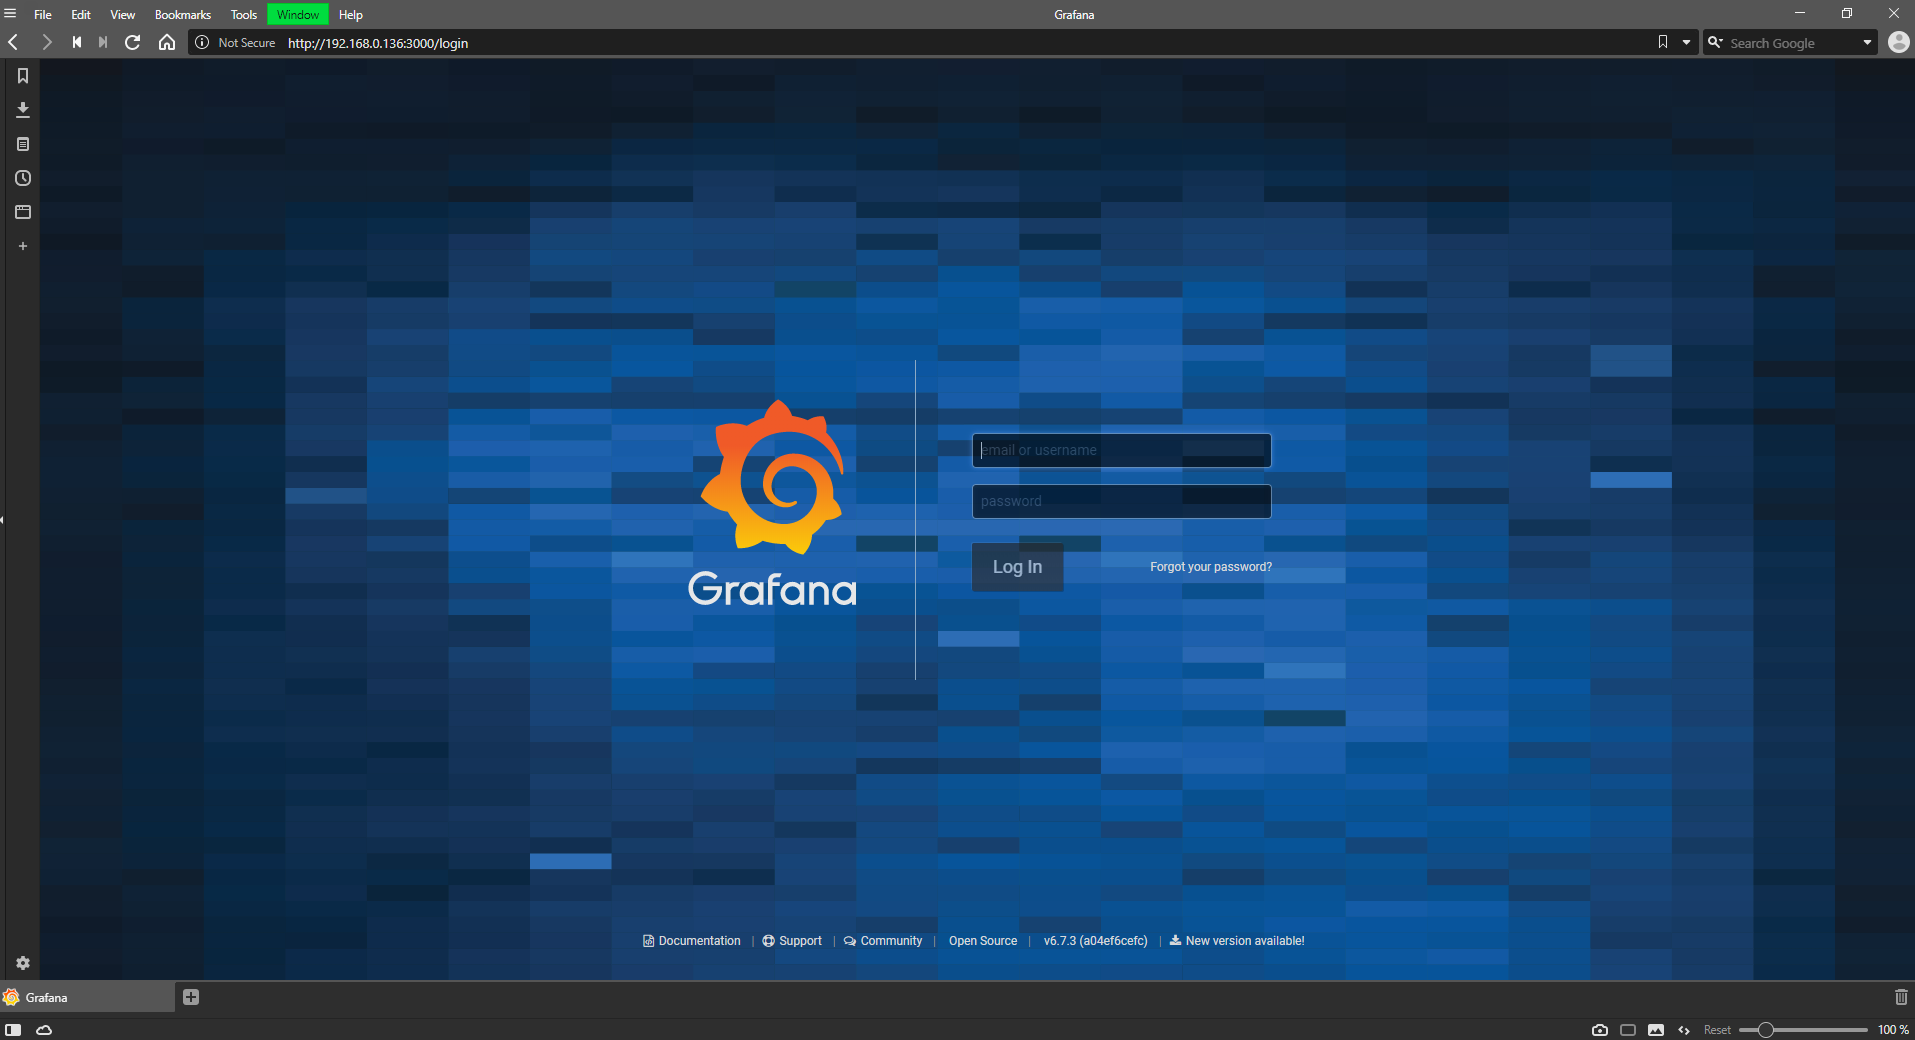 File Edit View Bookmarks Tools Window Help Grafana
Not Secure http://192.168.0.136:3000/login Search Google
email or username
password
Log In Forgot your password?
Grafana
Documentation | Support | Community | Open Source | v6.7.3 (a04ef6cefc) | New version available!
Grafana
Reset 100 %